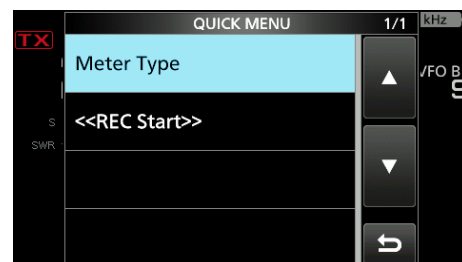 QUICK MENU 1/1 kHz
TX
Meter Type
VFO B
<<REC Start>>
S
SWR